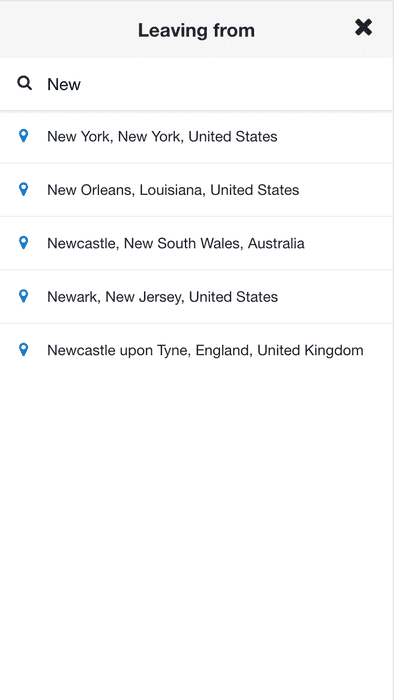 Leaving from
New
New York, New York, United States
New Orleans, Louisiana, United States
Newcastle, New South Wales, Australia
Newark, New Jersey, United States
Newcastle upon Tyne, England, United Kingdom